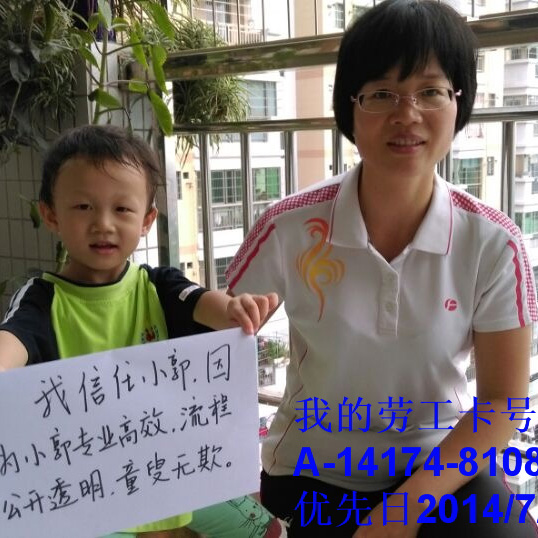 我信任小郭,因
为小郭专业高效,流程
公开透明,童叟无欺。
我的劳工卡号
A-14174-8108
优先日2014/7/